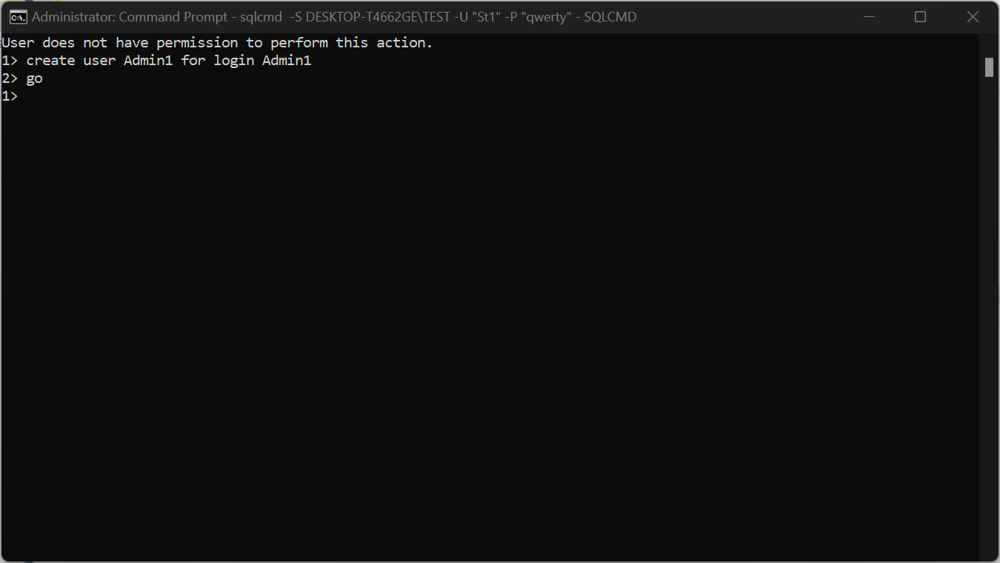 Administrator: Command Prompt - sqlcmd  -S DESKTOP-T4662GE\TEST -U "St1" -P "qwerty" - SQLCMD
User does not have permission to perform this action.
1> create user Admin1 for login Admin1
2> go
1>